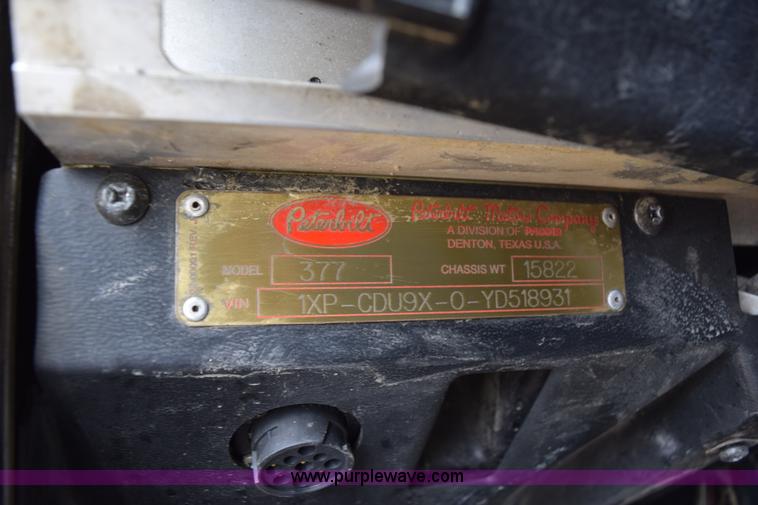 Peterbilt
Peterbilt Motors Company
A DIVISION OF PACCAR
DENTON, TEXAS U.S.A.
MODEL 377 CHASSIS WT 15822
VIN 1XP-CDU9X-0-YD518931
www.purplewave.com